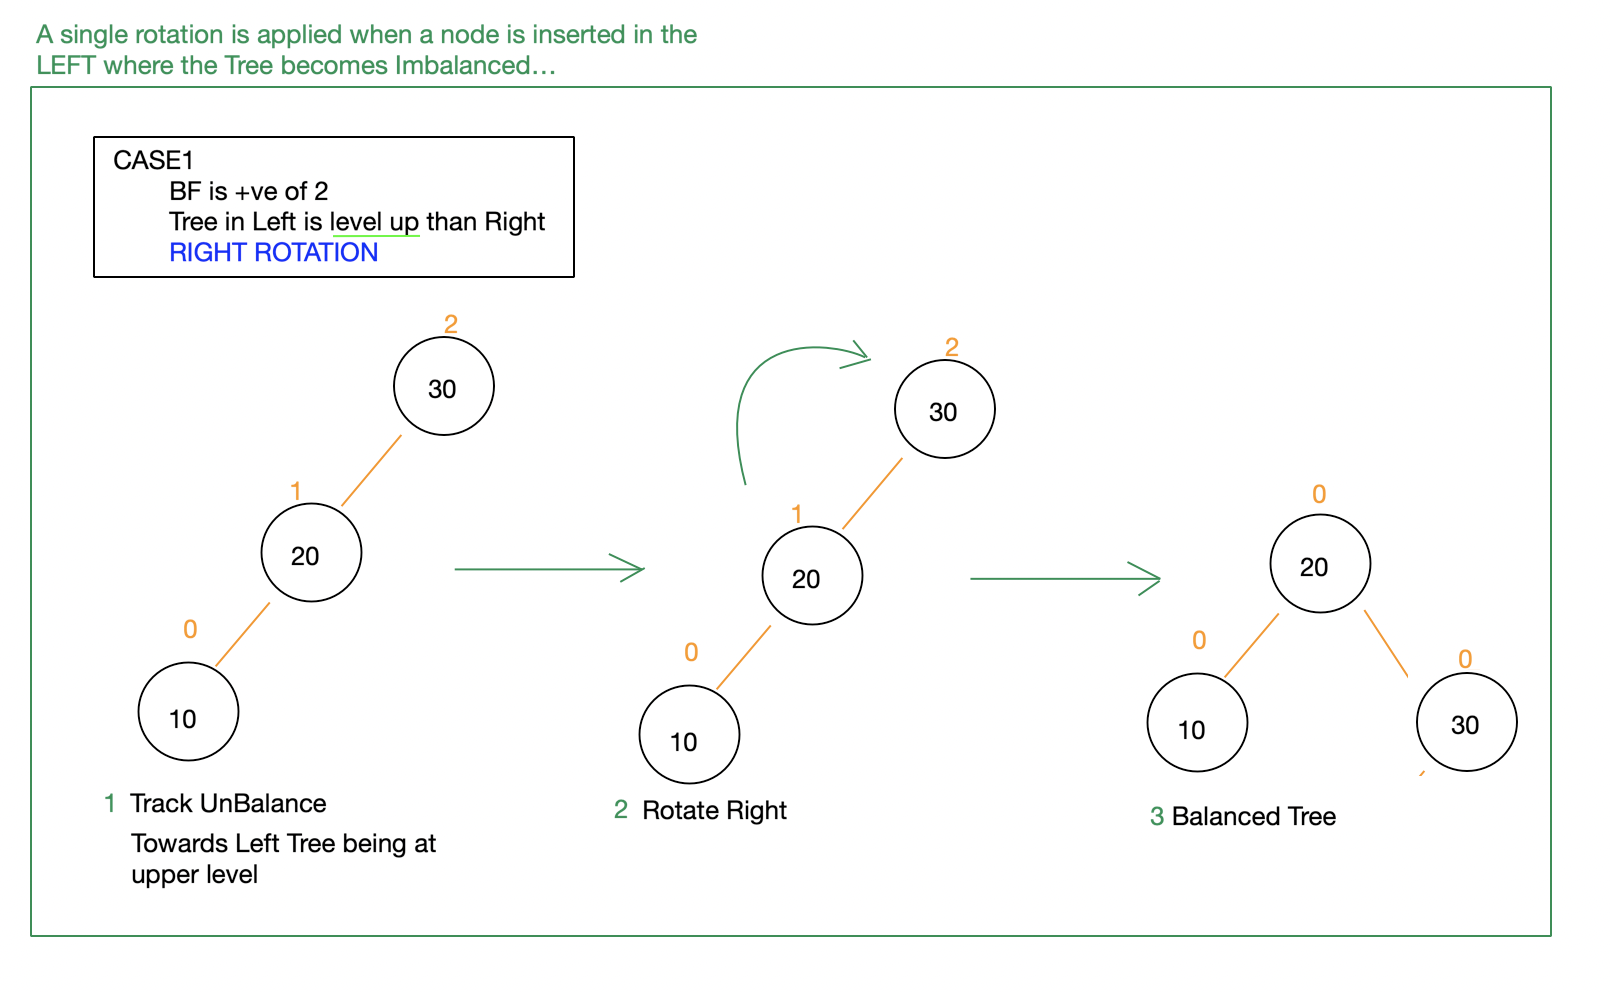 A single rotation is applied when a node is inserted in the
LEFT where the Tree becomes Imbalanced…
CASE1
BF is +ve of 2
Tree in Left is level up than Right
RIGHT ROTATION
2
30
1
20
0
10
1 Track UnBalance
Towards Left Tree being at
upper level
2
30
1
20
0
10
2 Rotate Right
0
20
0
10
0
30
3 Balanced Tree